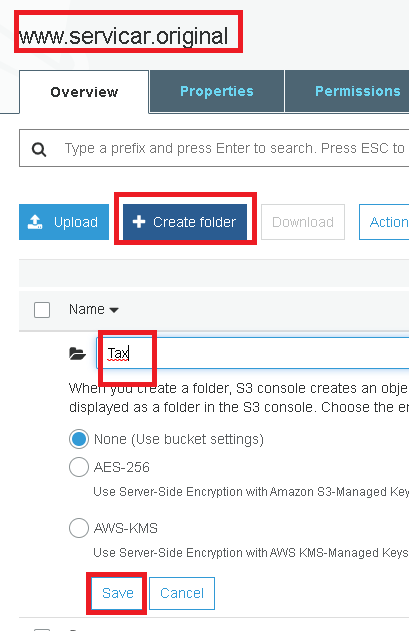 www.servicar.original
Overview Properties Permissions
Type a prefix and press Enter to search. Press ESC to
Upload Create folder Download Action
Name
Tax
When you create a folder, S3 console creates an obje
displayed as a folder in the S3 console. Choose the en
None (Use bucket settings)
AES-256
Use Server-Side Encryption with Amazon S3-Managed Key
AWS-KMS
Use Server-Side Encryption with AWS KMS-Managed Keys
Save Cancel